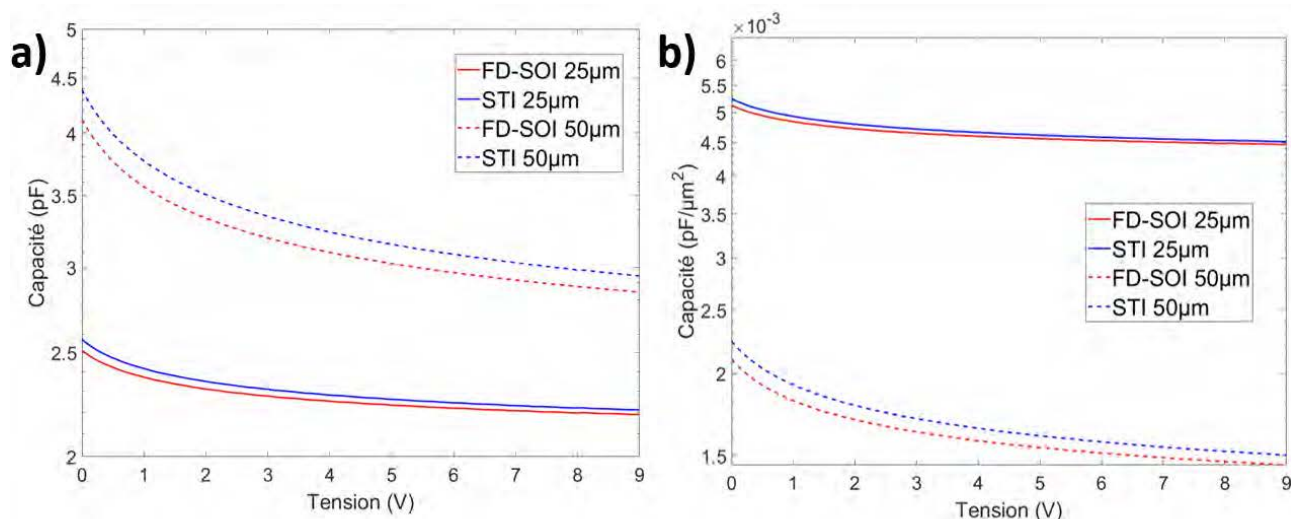 a)
5
4.5
4
3.5
3
2.5
2
Capacité (pF)
0 1 2 3 4 5 6 7 8 9
Tension (V)
FD-SOI 25µm
STI 25µm
FD-SOI 50µm
STI 50µm
b)
×10⁻³
6
5.5
5
4.5
4
3.5
3
2.5
2
1.5
Capacité (pF/µm²)
0 1 2 3 4 5 6 7 8 9
Tension (V)
FD-SOI 25µm
STI 25µm
FD-SOI 50µm
STI 50µm